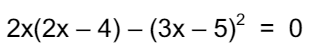 2x(2x – 4) – (3x – 5)² = 0